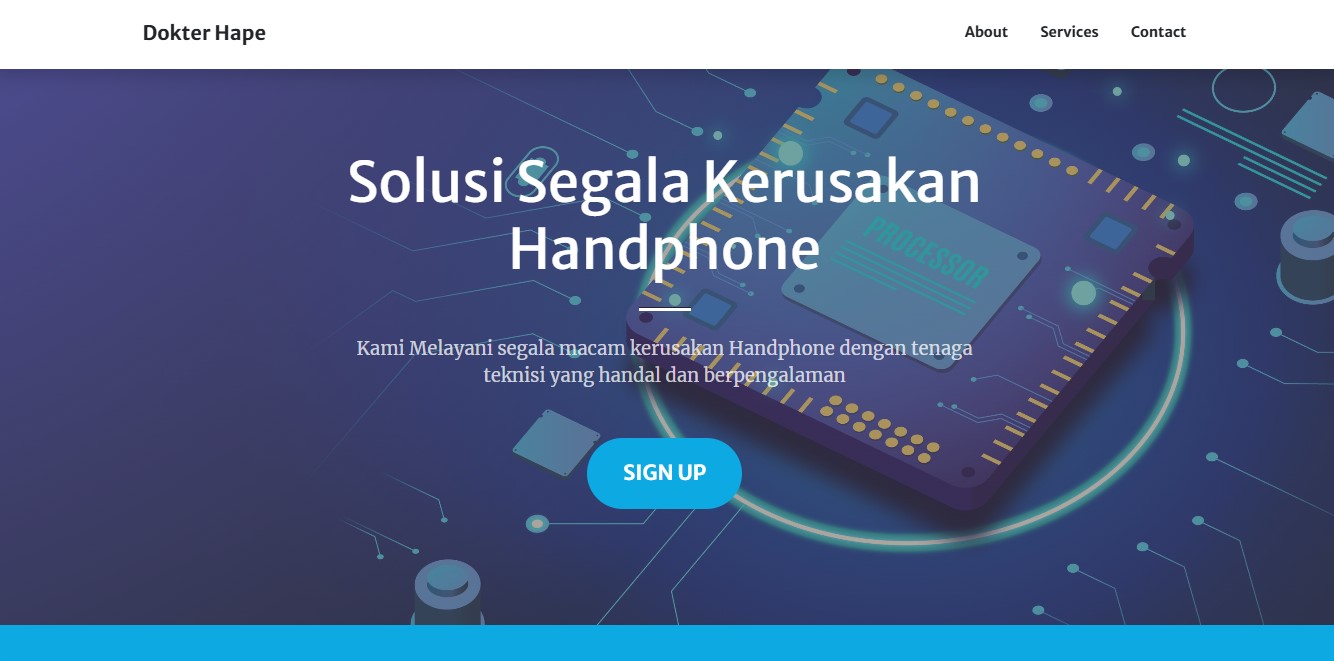 Dokter Hape
About Services Contact
Solusi Segala Kerusakan
Handphone
PROCESSOR
Kami Melayani segala macam kerusakan Handphone dengan tenaga
teknisi yang handal dan berpengalaman
SIGN UP